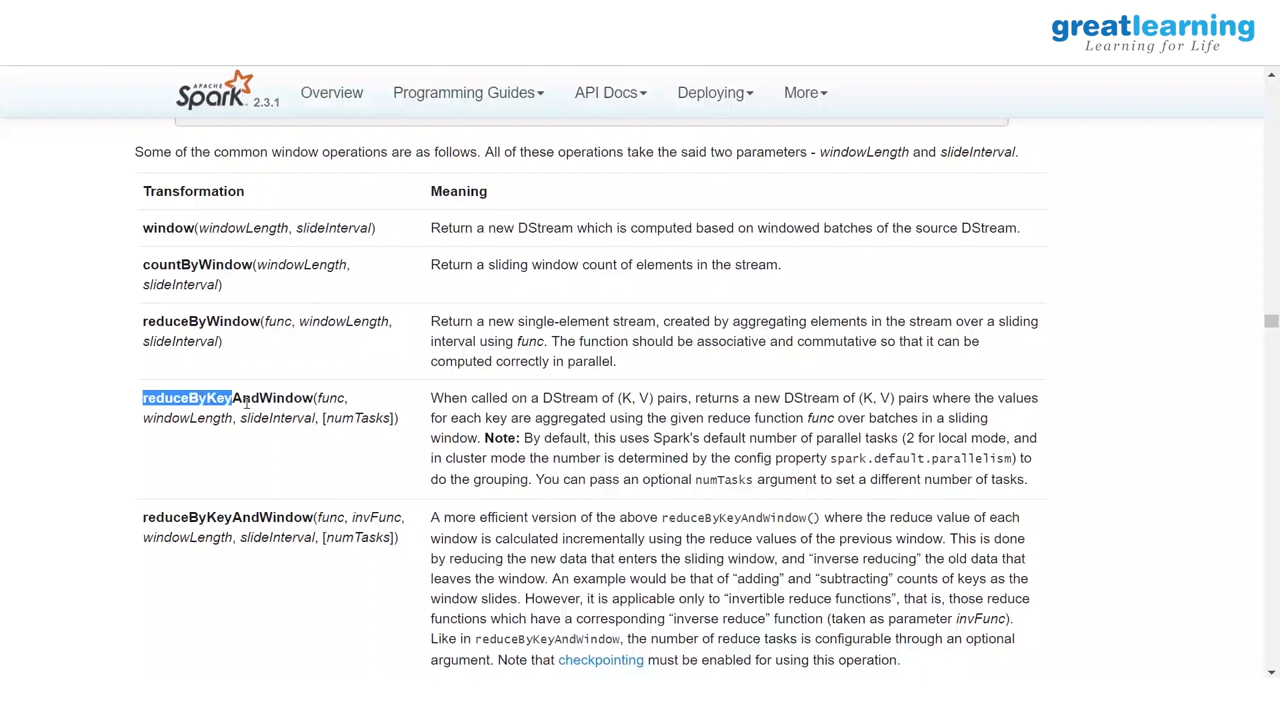 greatlearning
Learning for Life
APACHE
Spark 2.3.1 Overview Programming Guides API Docs Deploying More
Some of the common window operations are as follows. All of these operations take the said two parameters - windowLength and slideInterval.
Transformation Meaning
window(windowLength, slideInterval) Return a new DStream which is computed based on windowed batches of the source DStream.
countByWindow(windowLength,
slideInterval)
Return a sliding window count of elements in the stream.
reduceByWindow(func, windowLength,
slideInterval)
Return a new single-element stream, created by aggregating elements in the stream over a sliding
interval using func. The function should be associative and commutative so that it can be
computed correctly in parallel.
reduceByKeyAndWindow(func,
windowLength, slideInterval, [numTasks])
When called on a DStream of (K, V) pairs, returns a new DStream of (K, V) pairs where the values
for each key are aggregated using the given reduce function func over batches in a sliding
window. Note: By default, this uses Spark's default number of parallel tasks (2 for local mode, and
in cluster mode the number is determined by the config property spark.default.parallelism) to
do the grouping. You can pass an optional numTasks argument to set a different number of tasks.
reduceByKeyAndWindow(func, invFunc,
windowLength, slideInterval, [numTasks])
A more efficient version of the above reduceByKeyAndWindow() where the reduce value of each
window is calculated incrementally using the reduce values of the previous window. This is done
by reducing the new data that enters the sliding window, and “inverse reducing” the old data that
leaves the window. An example would be that of “adding” and “subtracting” counts of keys as the
window slides. However, it is applicable only to “invertible reduce functions”, that is, those reduce
functions which have a corresponding “inverse reduce” function (taken as parameter invFunc).
Like in reduceByKeyAndWindow, the number of reduce tasks is configurable through an optional
argument. Note that checkpointing must be enabled for using this operation.